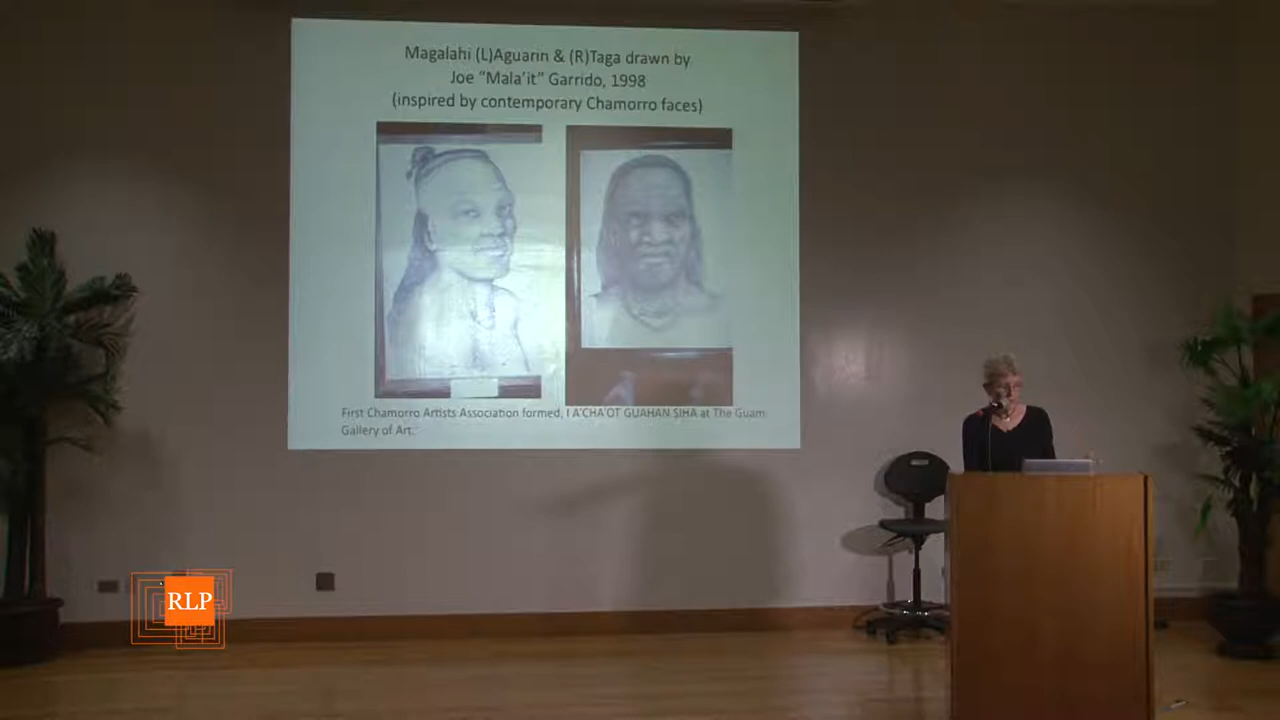 Magalahi (L)Aguarin & (R)Taga drawn by
Joe “Mala’it” Garrido, 1998
(inspired by contemporary Chamorro faces)
First Chamorro Artists Association formed, I A’CHA’OT GUAHAN SIHA at The Guam
Gallery of Art.
RLP